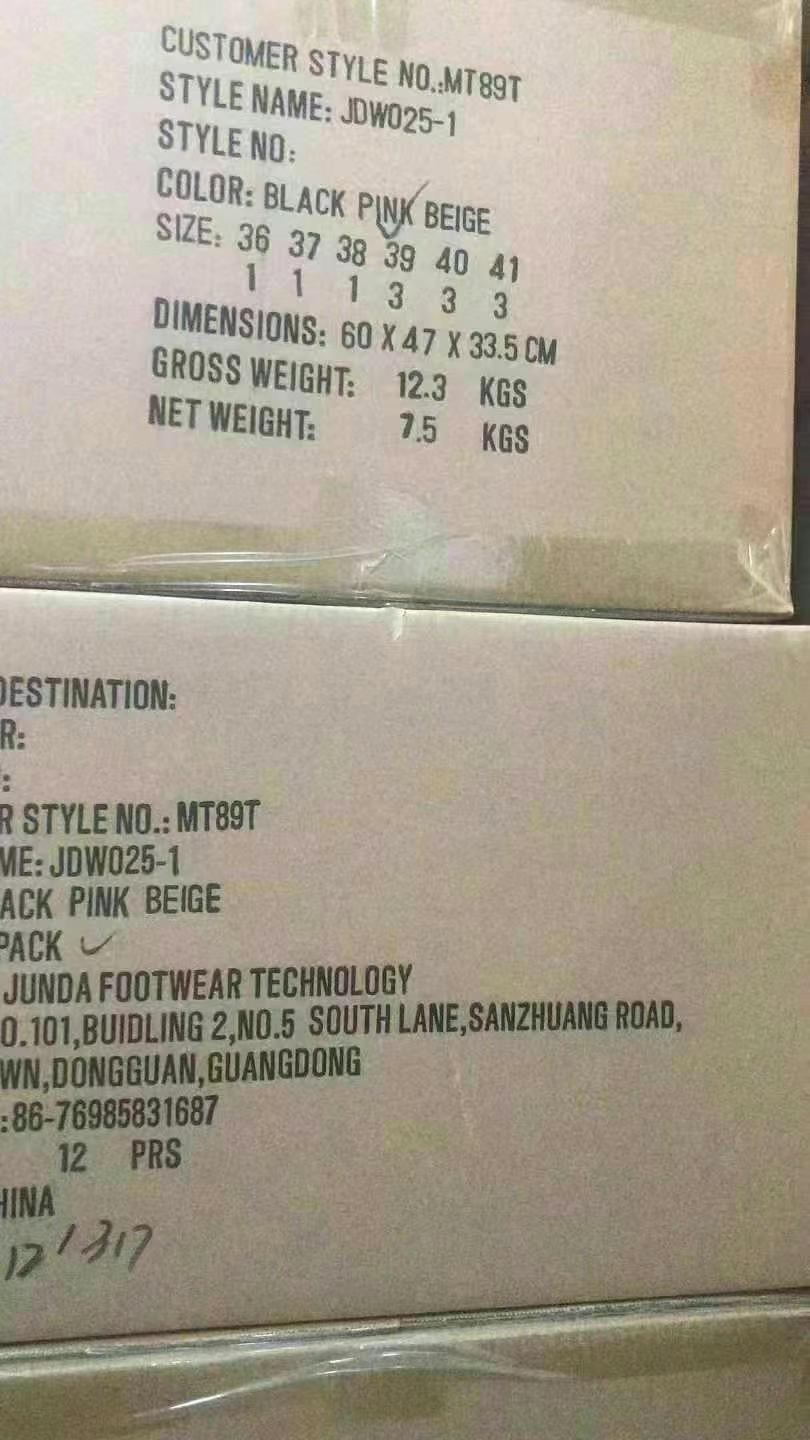 CUSTOMER STYLE NO.:MT89T
STYLE NAME: JDW025-1
STYLE NO:
COLOR: BLACK PINK BEIGE
SIZE: 36 37 38 39 40 41
1 1 1 3 3 3
DIMENSIONS: 60 X 47 X 33.5 CM
GROSS WEIGHT: 12.3 KGS
NET WEIGHT: 7.5 KGS
DESTINATION:
R:
:
R STYLE NO.: MT89T
ME: JDW025-1
ACK PINK BEIGE
PACK ✓
JUNDA FOOTWEAR TECHNOLOGY
O.101,BUIDLING 2,NO.5 SOUTH LANE,SANZHUANG ROAD,
WN,DONGGUAN,GUANGDONG
:86-76985831687
12 PRS
HINA
12'317